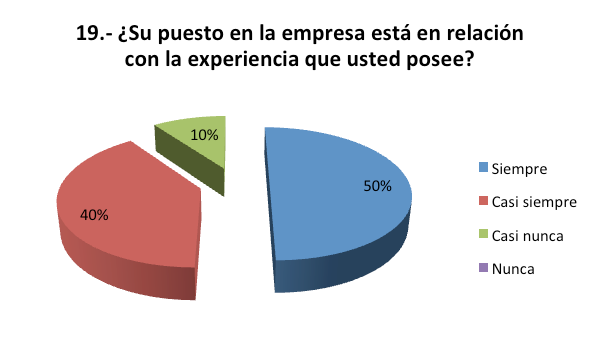 19.- ¿Su puesto en la empresa está en relación
con la experiencia que usted posee?
10%
50%
40%
Siempre
Casi siempre
Casi nunca
Nunca